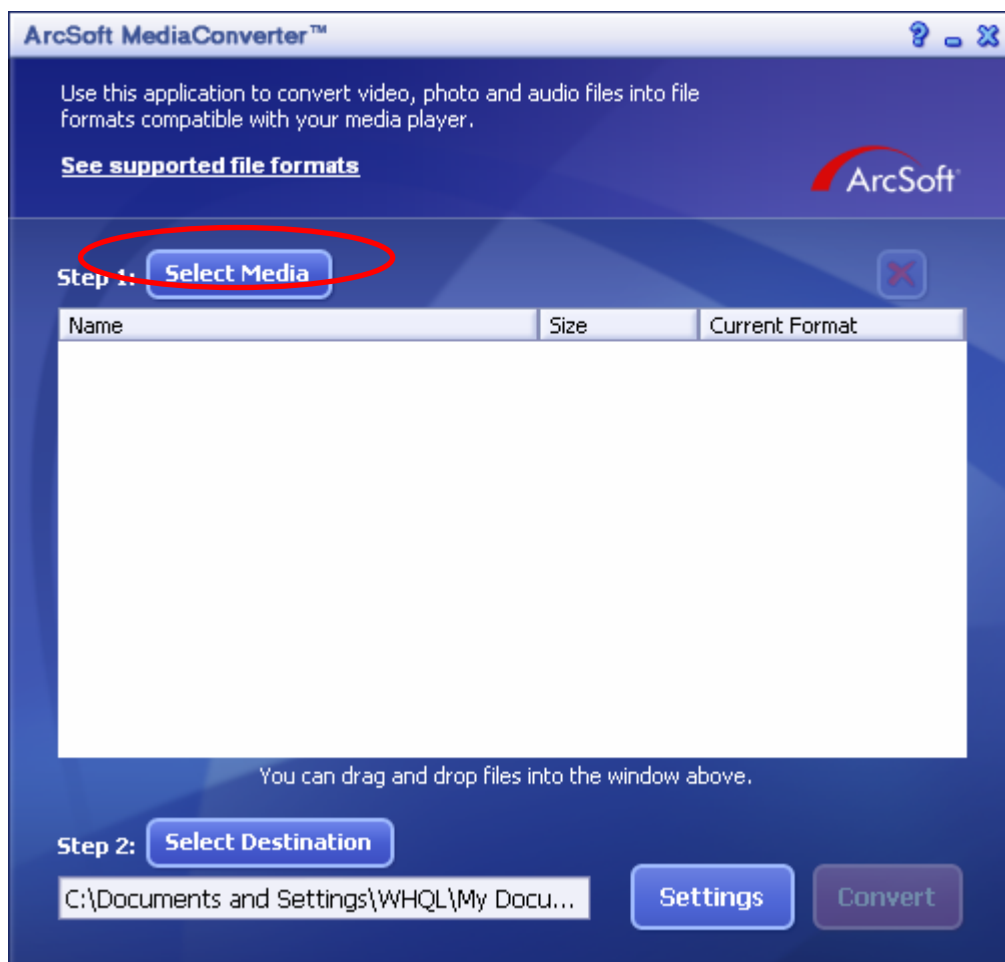 ArcSoft MediaConverter™
Use this application to convert video, photo and audio files into file
formats compatible with your media player.
See supported file formats
ArcSoft
Step 1: Select Media
Name Size Current Format
You can drag and drop files into the window above.
Step 2: Select Destination
C:\Documents and Settings\WHQL\My Docu...
Settings Convert